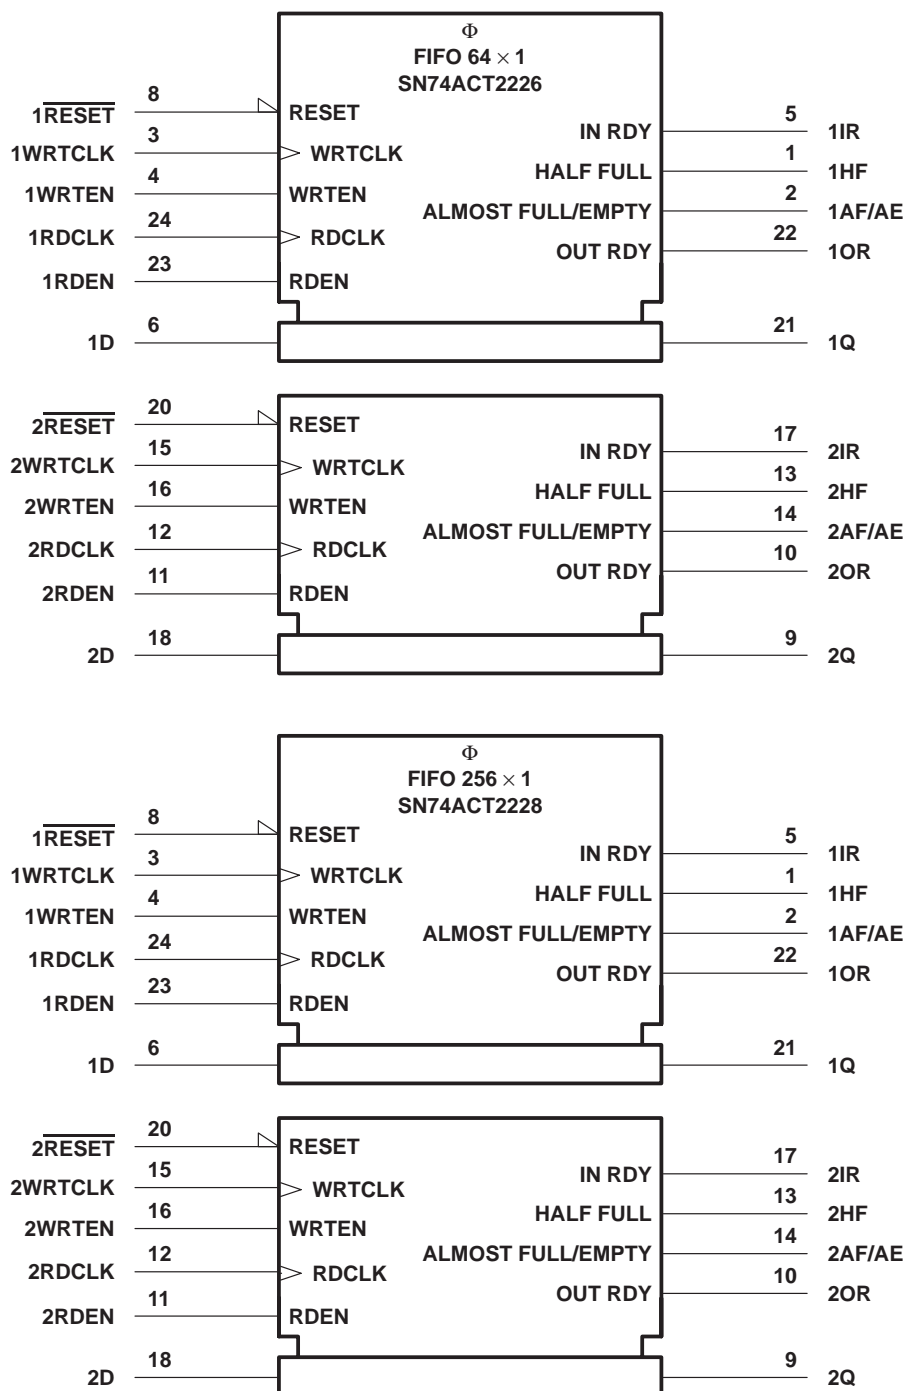 Φ
FIFO 64 × 1
SN74ACT2226
1RESET 8 RESET
IN RDY 5 1IR
1WRTCLK 3 WRTCLK
HALF FULL 1 1HF
1WRTEN 4 WRTEN
ALMOST FULL/EMPTY 2 1AF/AE
1RDCLK 24 RDCLK
OUT RDY 22 1OR
1RDEN 23 RDEN
1D 6 21 1Q
2RESET 20 RESET
IN RDY 17 2IR
2WRTCLK 15 WRTCLK
HALF FULL 13 2HF
2WRTEN 16 WRTEN
ALMOST FULL/EMPTY 14 2AF/AE
2RDCLK 12 RDCLK
OUT RDY 10 2OR
2RDEN 11 RDEN
2D 18 9 2Q
Φ
FIFO 256 × 1
SN74ACT2228
1RESET 8 RESET
IN RDY 5 1IR
1WRTCLK 3 WRTCLK
HALF FULL 1 1HF
1WRTEN 4 WRTEN
ALMOST FULL/EMPTY 2 1AF/AE
1RDCLK 24 RDCLK
OUT RDY 22 1OR
1RDEN 23 RDEN
1D 6 21 1Q
2RESET 20 RESET
IN RDY 17 2IR
2WRTCLK 15 WRTCLK
HALF FULL 13 2HF
2WRTEN 16 WRTEN
ALMOST FULL/EMPTY 14 2AF/AE
2RDCLK 12 RDCLK
OUT RDY 10 2OR
2RDEN 11 RDEN
2D 18 9 2Q